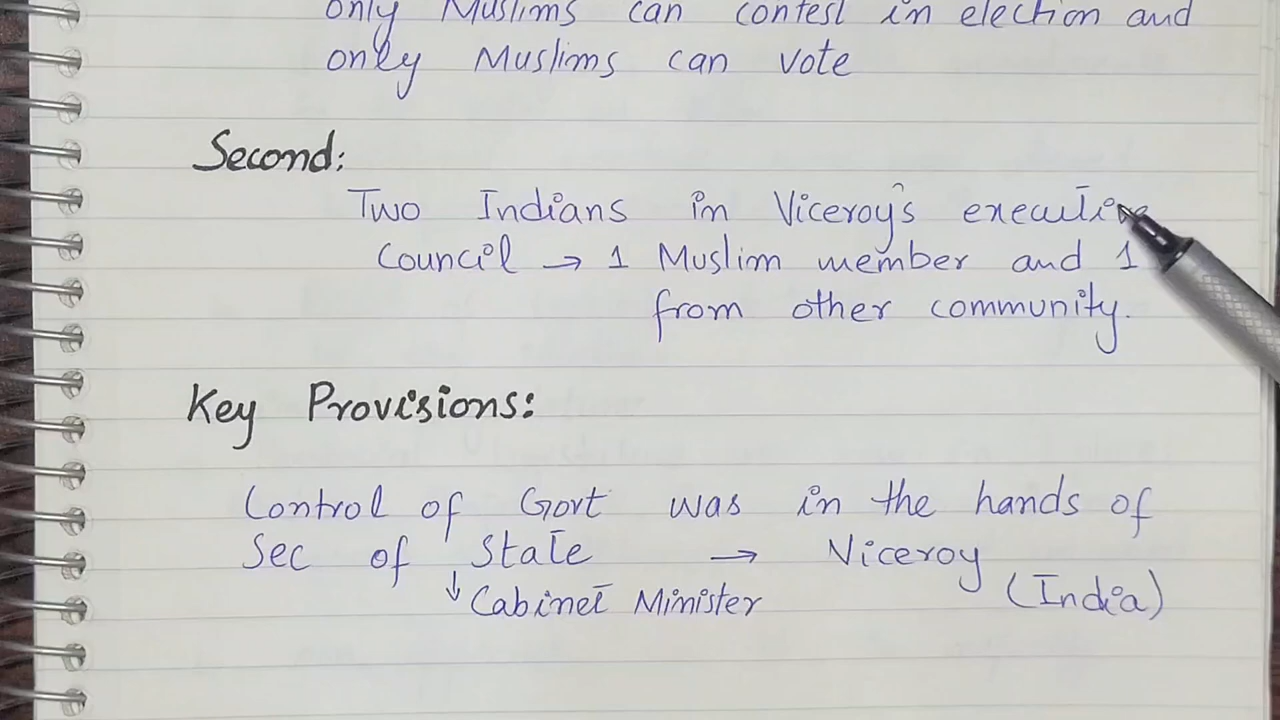 only Muslims can contest in election and
only Muslims can vote
Second:
Two Indians in Viceroy's executive
Council → 1 Muslim member and 1
from other community.
Key Provisions:
Control of Govt was in the hands of
Sec of State → Viceroy
↓ Cabinet Minister (India)